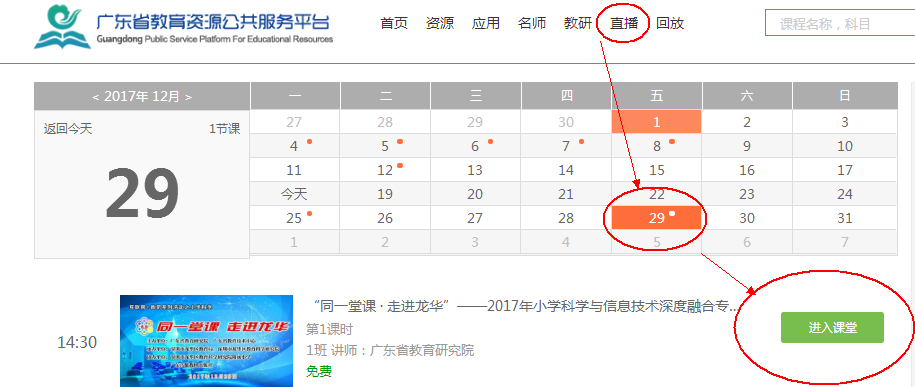 广东省教育资源公共服务平台
Guangdong Public Service Platform For Educational Resources
首页 资源 应用 名师 教研 直播 回放
课程名称，科目
< 2017年 12月 > 一 二 三 四 五 六 日
返回今天 1节课
29
27 28 29 30 1 2 3
4 5 6 7 8 9 10
11 12 13 14 15 16 17
今天 19 20 21 22 23 24
25 26 27 28 29 30 31
1 2 3 4 5 6 7
14:30
同一堂课 走进龙华
“同一堂课 · 走进龙华”——2017年小学科学与信息技术深度融合专...
第1课时
1班 讲师：广东省教育研究院
免费
进入课堂